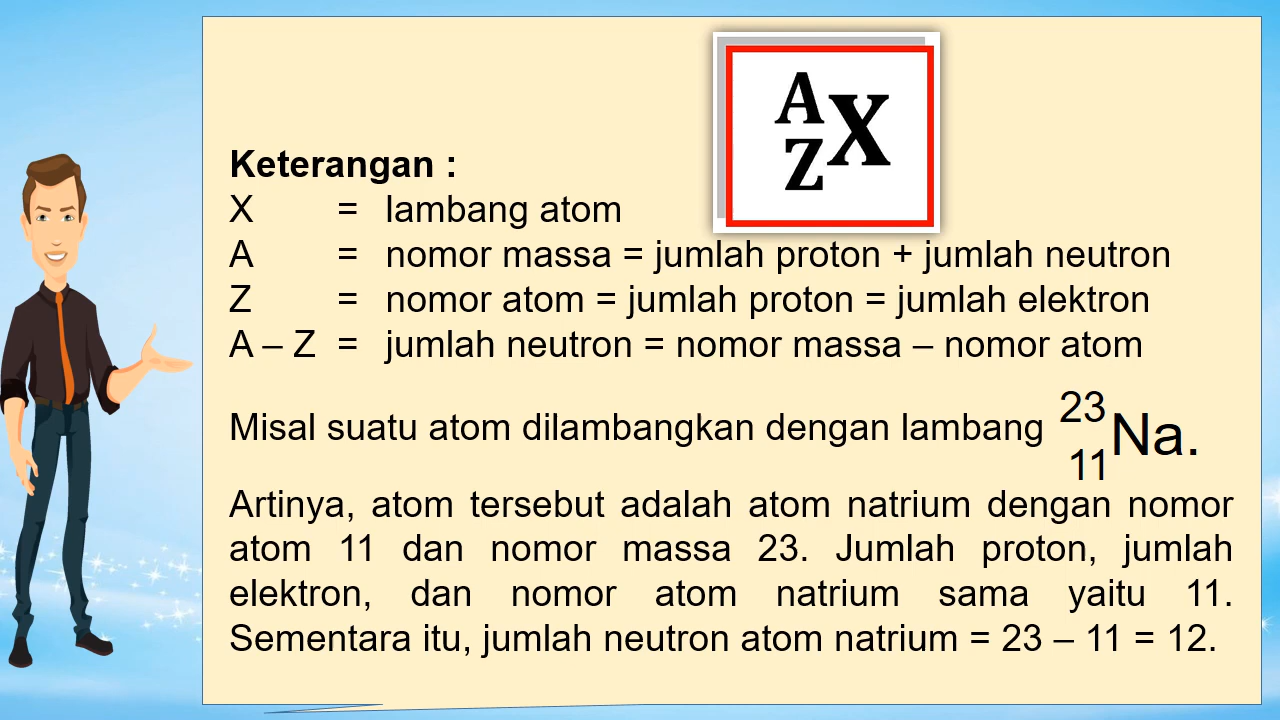 A
Z X
Keterangan :
X = lambang atom
A = nomor massa = jumlah proton + jumlah neutron
Z = nomor atom = jumlah proton = jumlah elektron
A – Z = jumlah neutron = nomor massa – nomor atom
Misal suatu atom dilambangkan dengan lambang 23 11 Na.
Artinya, atom tersebut adalah atom natrium dengan nomor
atom 11 dan nomor massa 23. Jumlah proton, jumlah
elektron, dan nomor atom natrium sama yaitu 11.
Sementara itu, jumlah neutron atom natrium = 23 – 11 = 12.